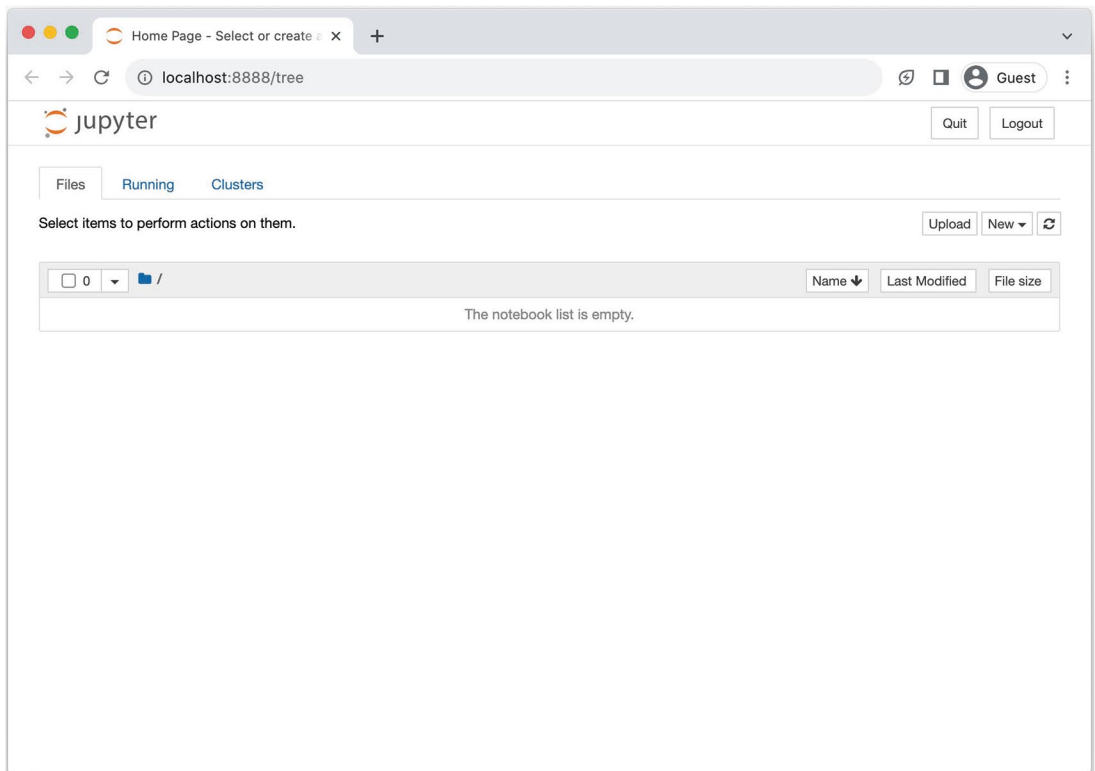 Home Page - Select or create a
localhost:8888/tree
Guest
jupyter
Quit
Logout
Files
Running
Clusters
Select items to perform actions on them.
Upload
New
0
/
Name
Last Modified
File size
The notebook list is empty.